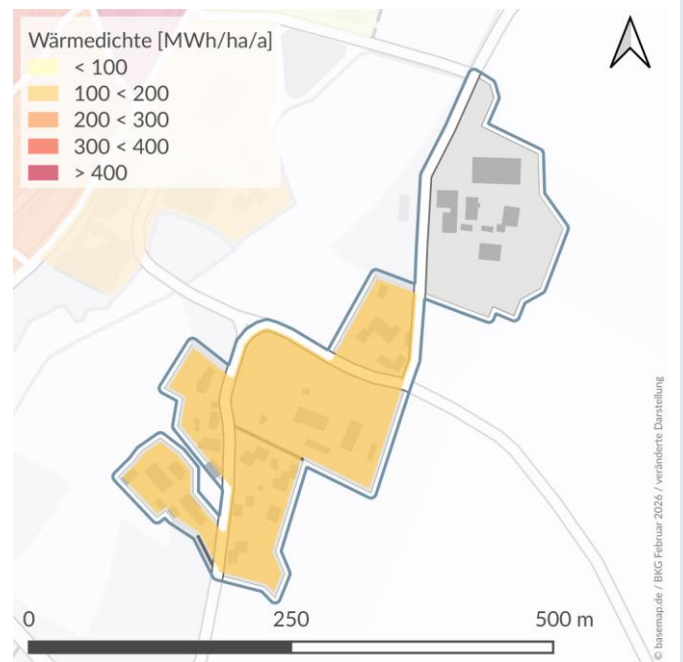 Wärmedichte [MWh/ha/a]
< 100
100 < 200
200 < 300
300 < 400
> 400
0 250 500 m
© basemap.de / BKG Februar 2026 / veränderte Darstellung